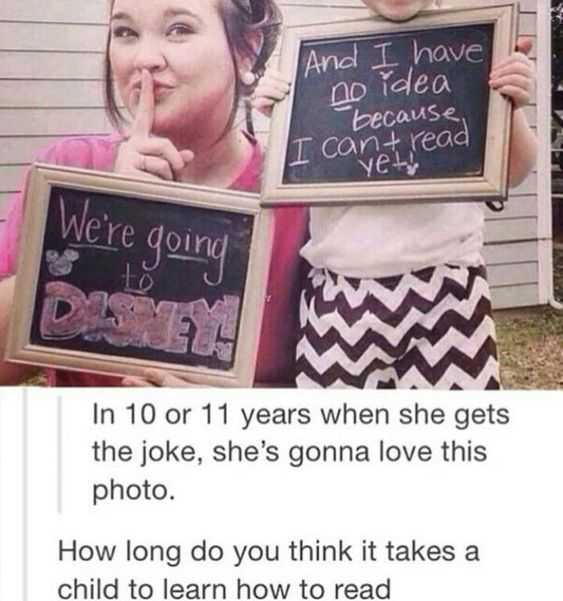 And I have
no idea
because
I can+ read
yet!
We're going
to
DISNEY!
In 10 or 11 years when she gets
the joke, she's gonna love this
photo.
How long do you think it takes a
child to learn how to read